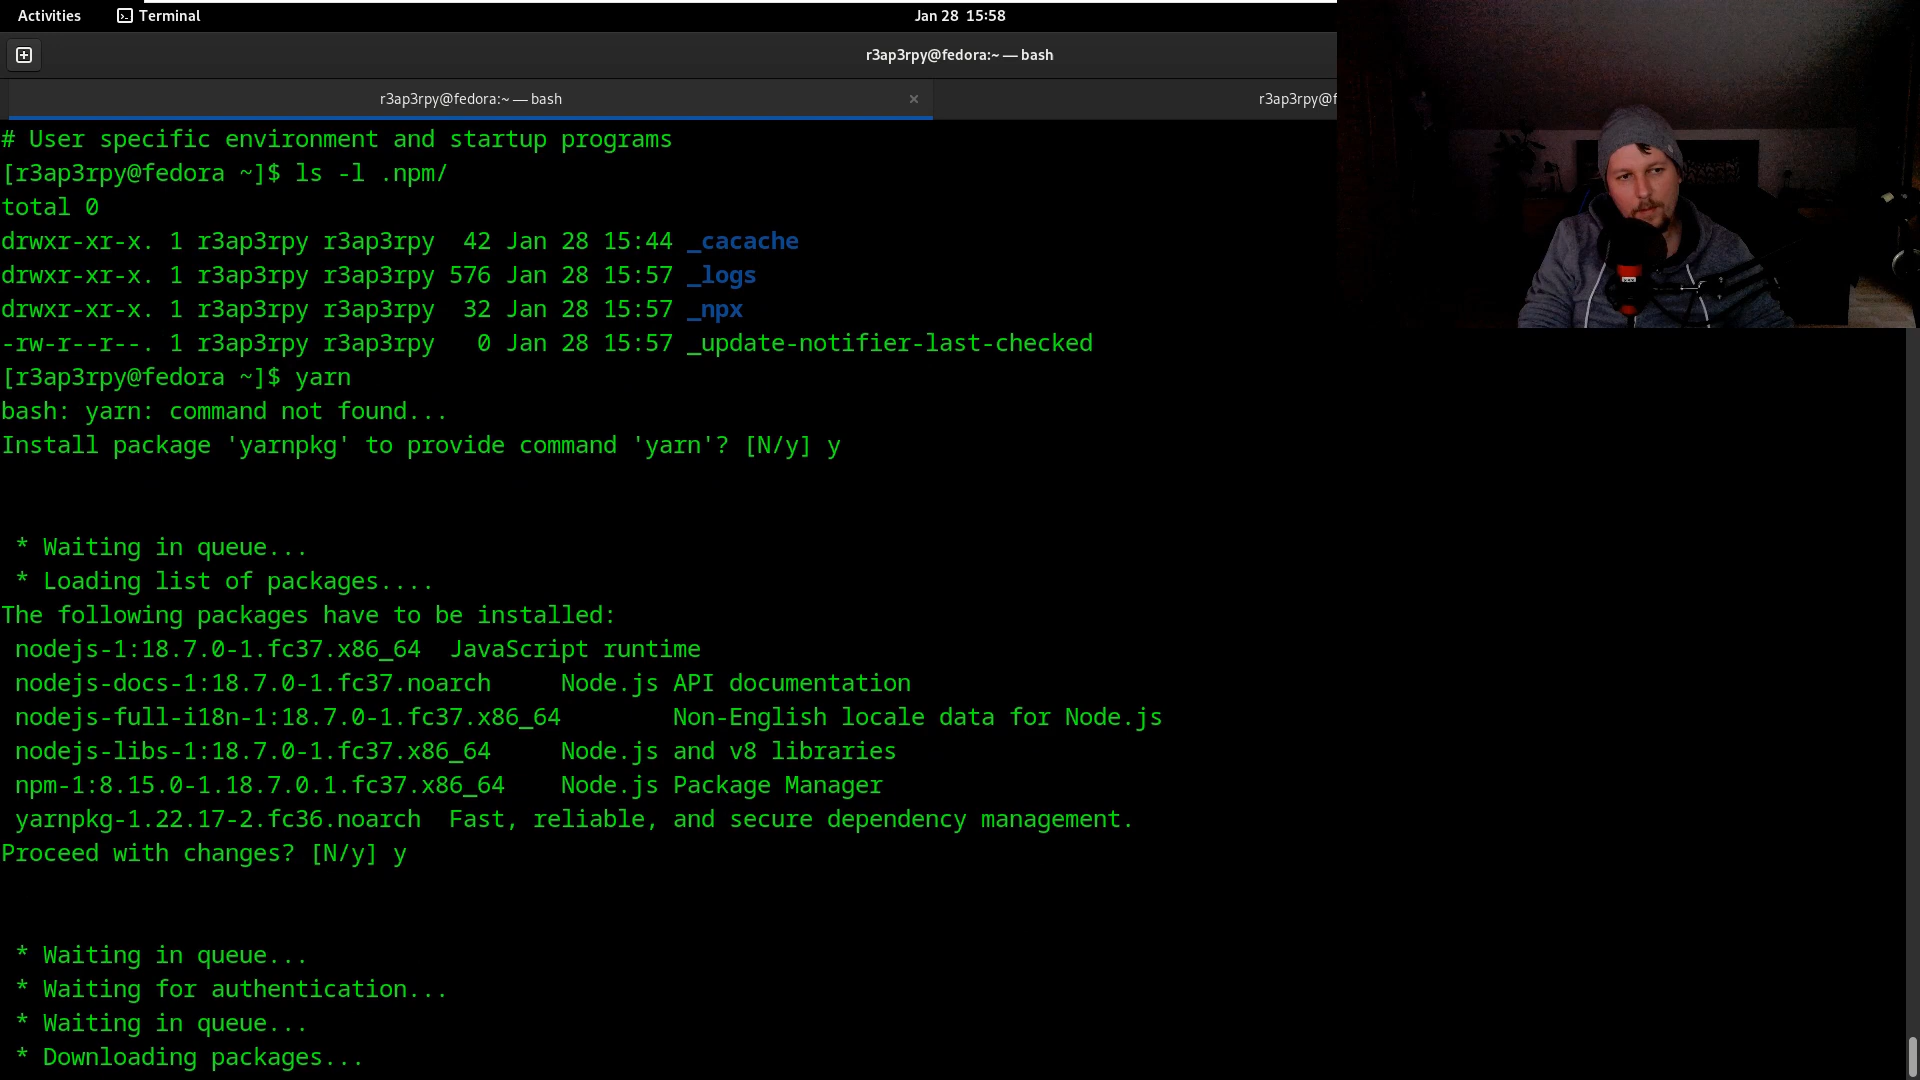 Activities
Terminal
Jan 28 15:58
r3ap3rpy@fedora:~ — bash
r3ap3rpy@fedora:~ — bash ×
# User specific environment and startup programs
[r3ap3rpy@fedora ~]$ ls -l .npm/
total 0
drwxr-xr-x. 1 r3ap3rpy r3ap3rpy  42 Jan 28 15:44 _cacache
drwxr-xr-x. 1 r3ap3rpy r3ap3rpy 576 Jan 28 15:57 _logs
drwxr-xr-x. 1 r3ap3rpy r3ap3rpy  32 Jan 28 15:57 _npx
-rw-r--r--. 1 r3ap3rpy r3ap3rpy   0 Jan 28 15:57 _update-notifier-last-checked
[r3ap3rpy@fedora ~]$ yarn
bash: yarn: command not found...
Install package 'yarnpkg' to provide command 'yarn'? [N/y] y
* Waiting in queue...
* Loading list of packages....
The following packages have to be installed:
nodejs-1:18.7.0-1.fc37.x86_64  JavaScript runtime
nodejs-docs-1:18.7.0-1.fc37.noarch     Node.js API documentation
nodejs-full-i18n-1:18.7.0-1.fc37.x86_64        Non-English locale data for Node.js
nodejs-libs-1:18.7.0-1.fc37.x86_64     Node.js and v8 libraries
npm-1:8.15.0-1.18.7.0.1.fc37.x86_64    Node.js Package Manager
yarnpkg-1.22.17-2.fc36.noarch  Fast, reliable, and secure dependency management.
Proceed with changes? [N/y] y
* Waiting in queue...
* Waiting for authentication...
* Waiting in queue...
* Downloading packages...